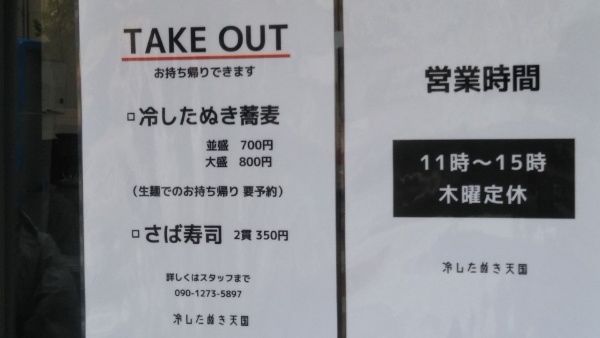 TAKE OUT
お持ち帰りできます
冷したぬき蕎麦
並盛 700円
大盛 800円
（生麺でのお持ち帰り 要予約）
さば寿司 2貫 350円
詳しくはスタッフまで
090-1273-5897
冷したぬき天国
営業時間
11時～15時
木曜定休
冷したぬき天国